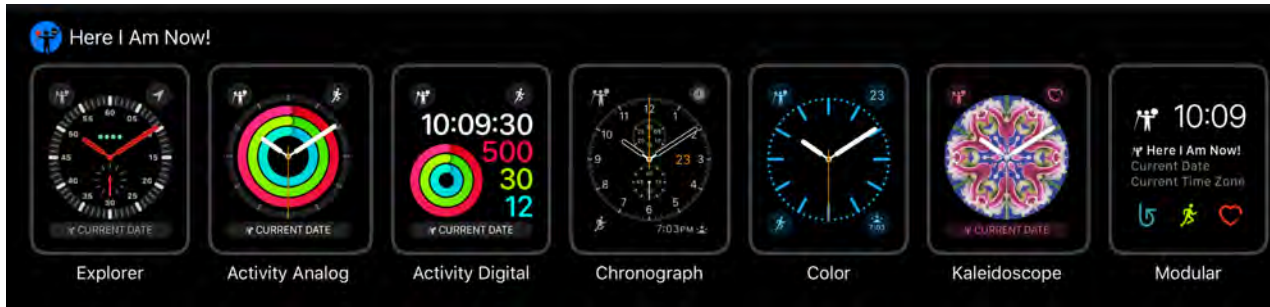 Here I Am Now!
60
55 05
50
45 15
40 20
35 25
30
CURRENT DATE
CURRENT DATE
10:09:30
500
30
12
CURRENT DATE
12
11 1
10 2
9 23 3
8 4
7 5
6
7:03PM
23
7:03
CURRENT DATE
10:09
Here I Am Now!
Current Date
Current Time Zone
Explorer
Activity Analog
Activity Digital
Chronograph
Color
Kaleidoscope
Modular